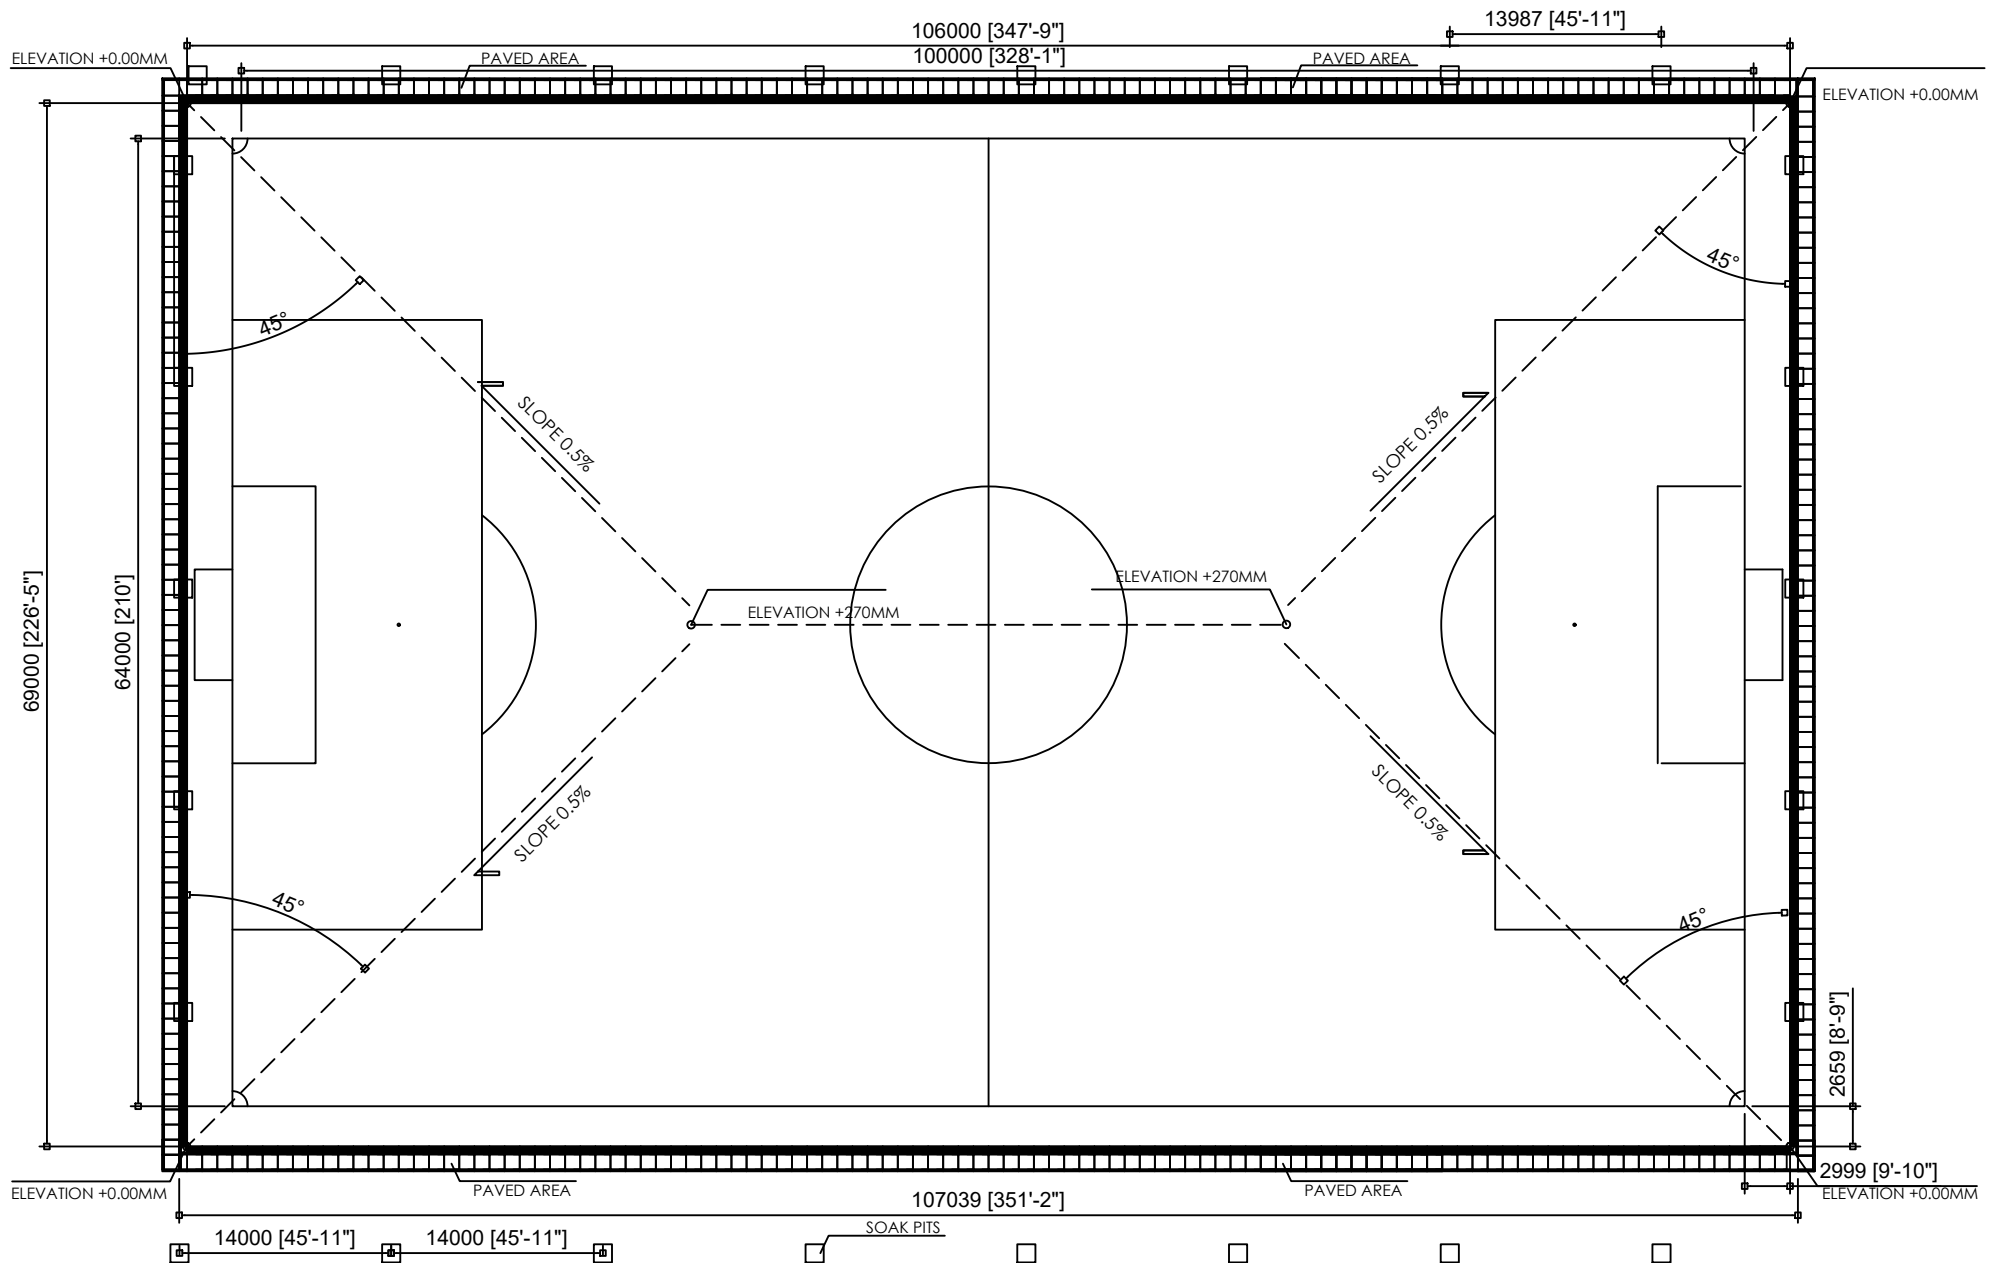 106000 [347'-9"]
13987 [45'-11"]
ELEVATION +0.00MM
PAVED AREA
100000 [328'-1"]
PAVED AREA
ELEVATION +0.00MM
45°
45°
SLOPE 0.5%
SLOPE 0.5%
69000 [226'-5"]
64000 [210']
ELEVATION +270MM
ELEVATION +270MM
SLOPE 0.5%
SLOPE 0.5%
45°
45°
2659 [8'-9"]
2999 [9'-10"]
ELEVATION +0.00MM
PAVED AREA
PAVED AREA
ELEVATION +0.00MM
107039 [351'-2"]
SOAK PITS
14000 [45'-11"]
14000 [45'-11"]